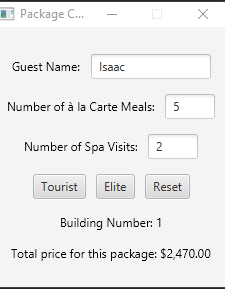 Package C...
Guest Name: Isaac
Number of à la Carte Meals: 5
Number of Spa Visits: 2
Tourist Elite Reset
Building Number: 1
Total price for this package: $2,470.00